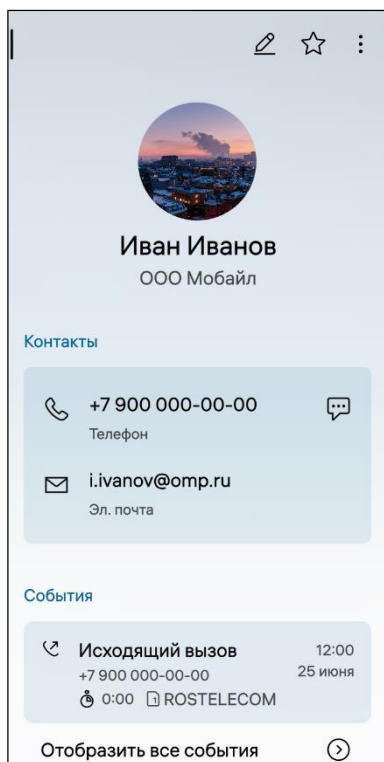 Иван Иванов
ООО Мобайл
Контакты
+7 900 000-00-00
Телефон
i.ivanov@omp.ru
Эл. почта
События
Исходящий вызов 12:00
+7 900 000-00-00 25 июня
0:00 1 ROSTELECOM
Отобразить все события